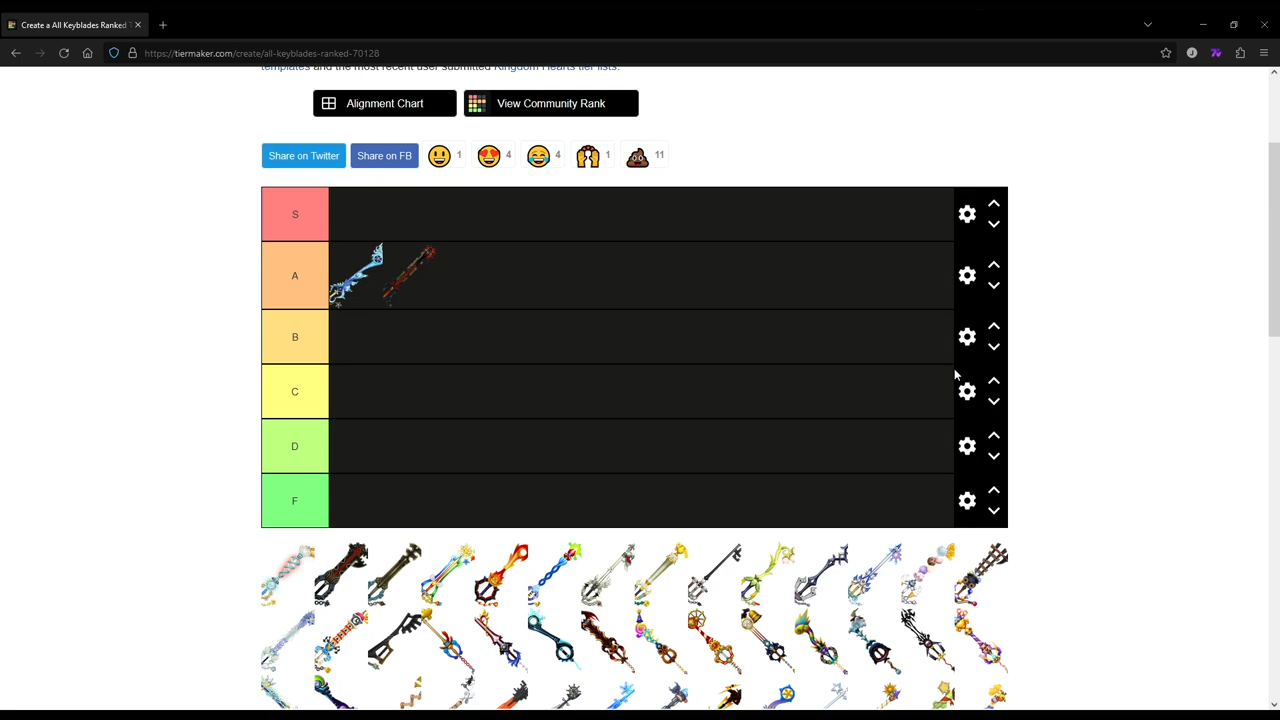 Create a All Keyblades Ranked T
https://tiermaker.com/create/all-keyblades-ranked-70128
templates and the most recent user submitted Kingdom Hearts tier lists.
Alignment Chart
View Community Rank
Share on Twitter
Share on FB
1
4
4
1
11
S
A
B
C
D
F